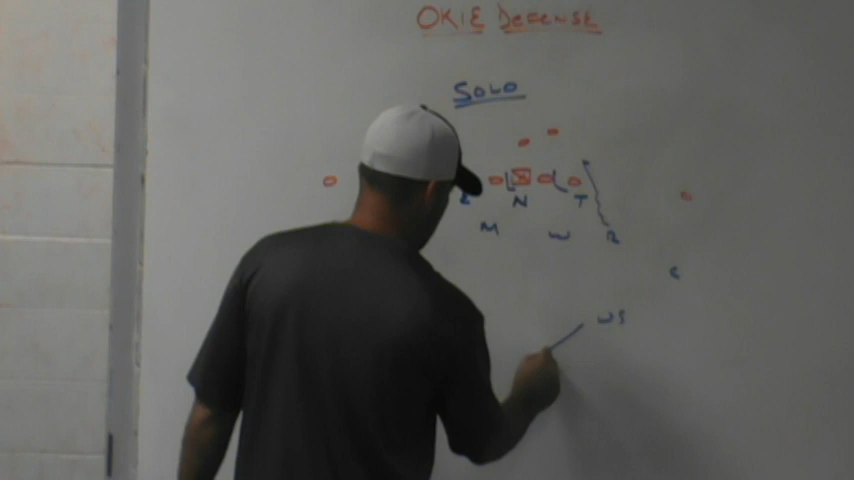 OKIE DEFENSE
SOLO
N T
M W R
C
WS